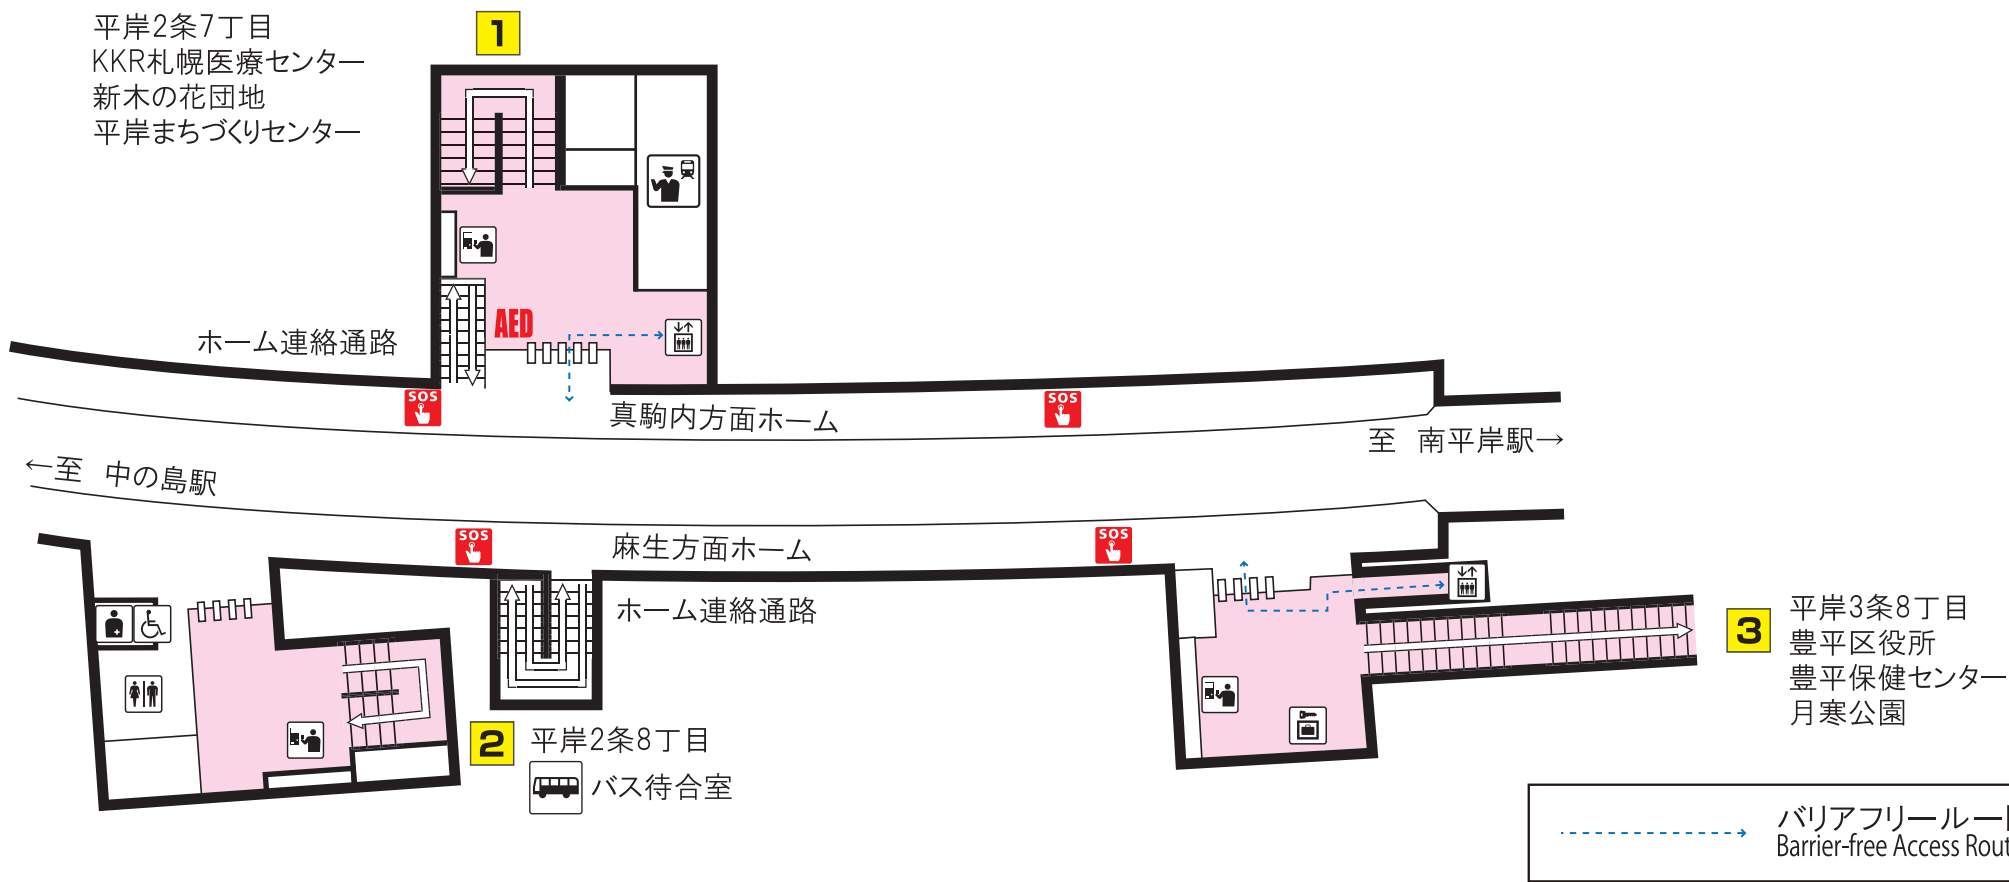 平岸2条7丁目
KKR札幌医療センター
新木の花団地
平岸まちづくりセンター
1
AED
ホーム連絡通路
SOS
真駒内方面ホーム
SOS
至 南平岸駅→
←至 中の島駅
SOS
麻生方面ホーム
SOS
ホーム連絡通路
2
平岸2条8丁目
バス待合室
3
平岸3条8丁目
豊平区役所
豊平保健センター
月寒公園
バリアフリールー
Barrier-free Access Rout